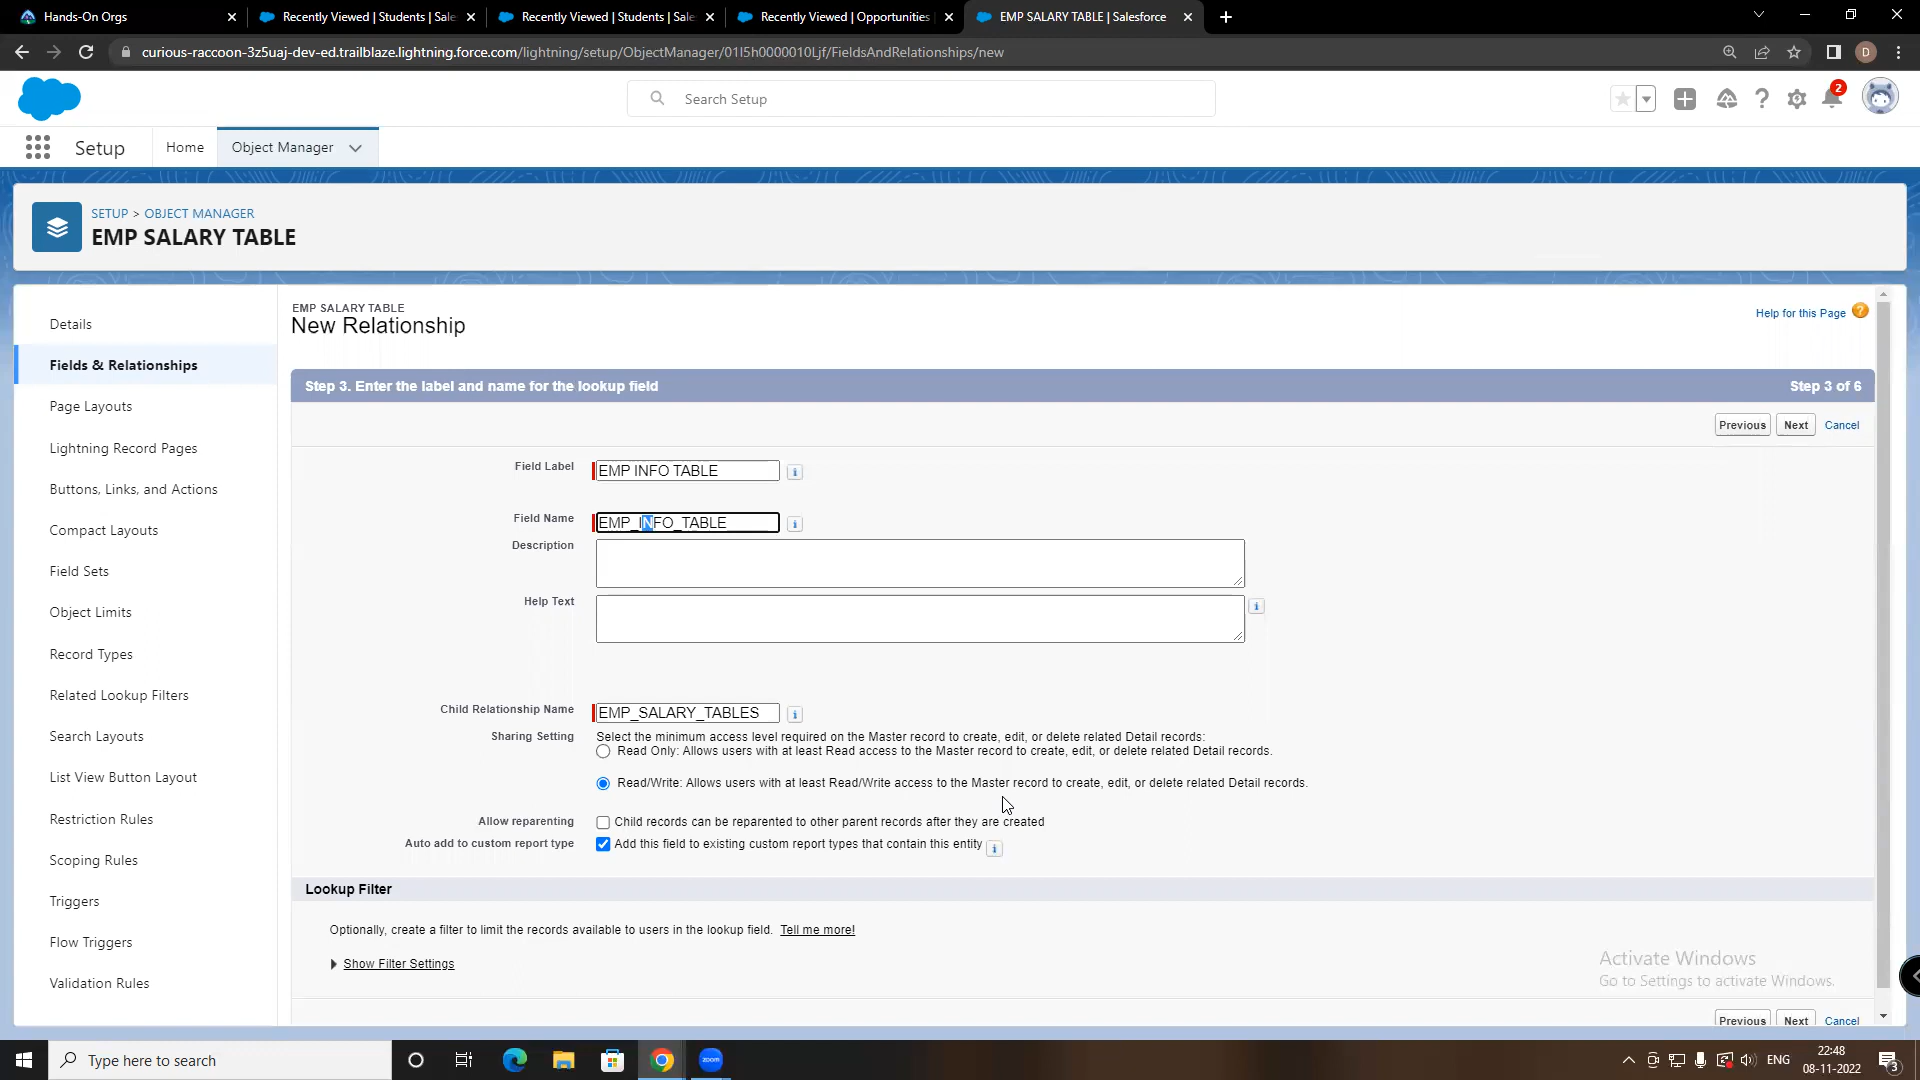 Hands-On Orgs
Recently Viewed | Students | Sale
Recently Viewed | Students | Sale
Recently Viewed | Opportunities
EMP SALARY TABLE | Salesforce
curious-raccoon-3z5uaj-dev-ed.trailblaze.lightning.force.com/lightning/setup/ObjectManager/01I5h0000010Ljf/FieldsAndRelationships/new
D
Search Setup
2
Setup
Home
Object Manager
SETUP > OBJECT MANAGER
EMP SALARY TABLE
Details
Fields & Relationships
Page Layouts
Lightning Record Pages
Buttons, Links, and Actions
Compact Layouts
Field Sets
Object Limits
Record Types
Related Lookup Filters
Search Layouts
List View Button Layout
Restriction Rules
Scoping Rules
Triggers
Flow Triggers
Validation Rules
EMP SALARY TABLE
New Relationship
Help for this Page
Step 3. Enter the label and name for the lookup field
Step 3 of 6
Previous
Next
Cancel
Field Label
EMP INFO TABLE
Field Name
EMP_INFO_TABLE
Description
Help Text
Child Relationship Name
EMP_SALARY_TABLES
Sharing Setting
Select the minimum access level required on the Master record to create, edit, or delete related Detail records:
Read Only: Allows users with at least Read access to the Master record to create, edit, or delete related Detail records.
Read/Write: Allows users with at least Read/Write access to the Master record to create, edit, or delete related Detail records.
Allow reparenting
Child records can be reparented to other parent records after they are created
Auto add to custom report type
Add this field to existing custom report types that contain this entity
Lookup Filter
Optionally, create a filter to limit the records available to users in the lookup field. Tell me more!
Show Filter Settings
Activate Windows
Go to Settings to activate Windows.
Previous
Next
Cancel
Type here to search
zoom
ENG
22:48
08-11-2022
3